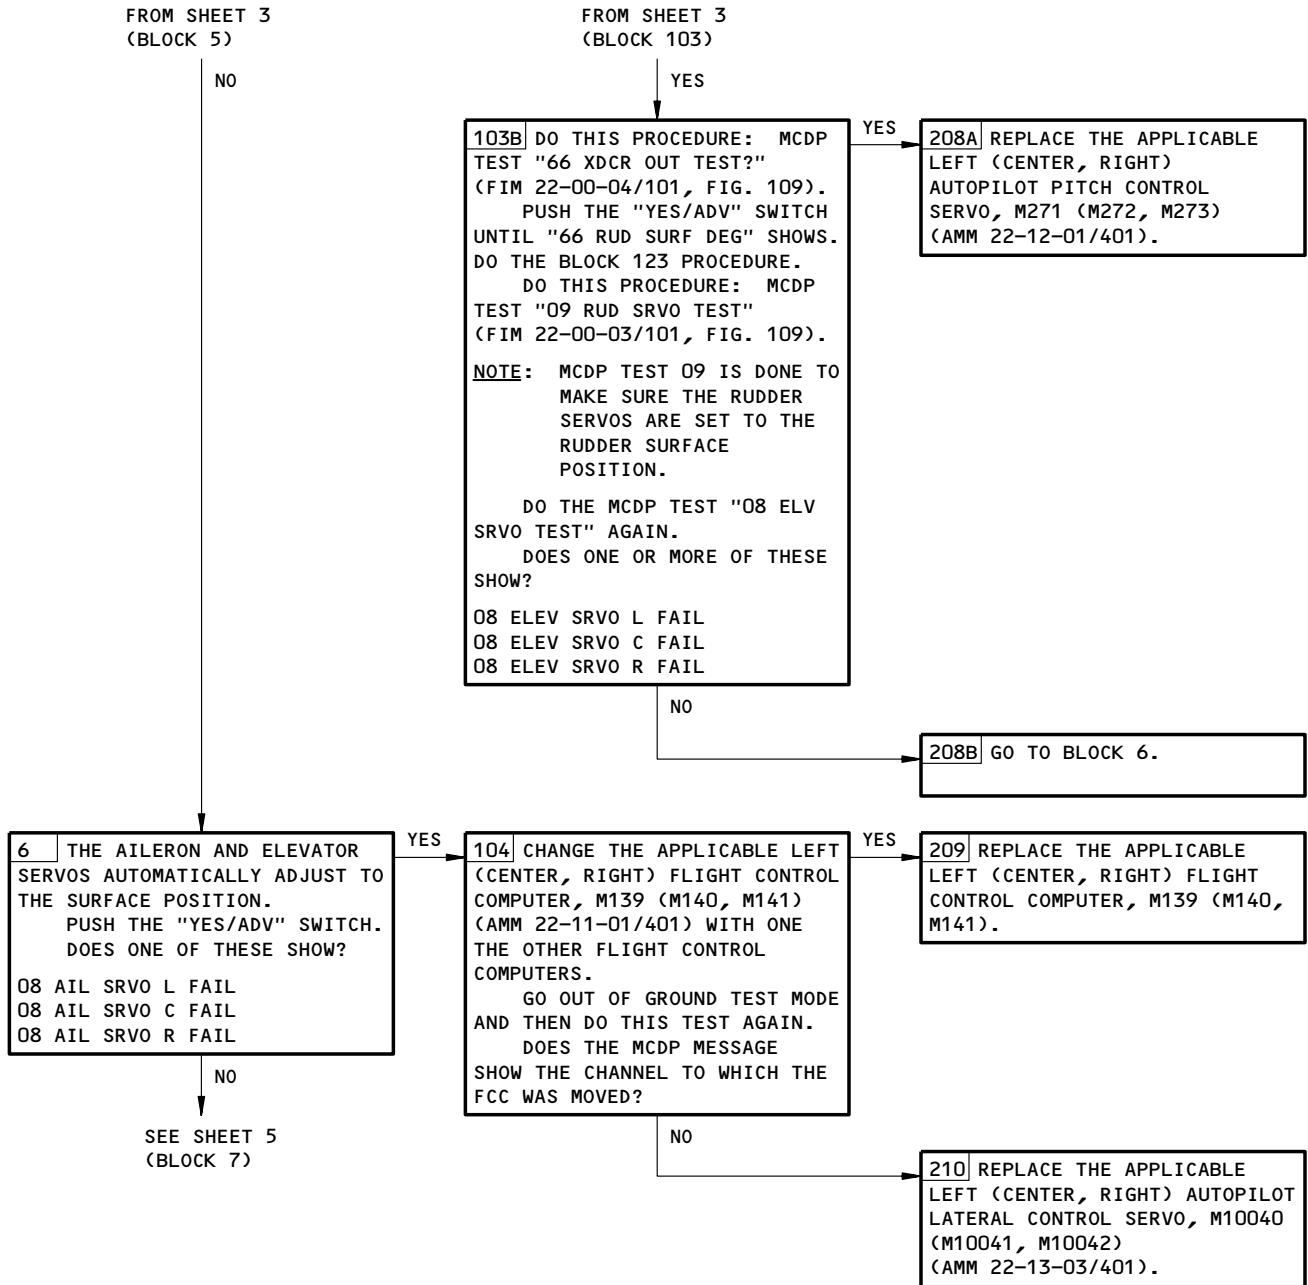 FROM SHEET 3
(BLOCK 5)
NO
FROM SHEET 3
(BLOCK 103)
YES
103B DO THIS PROCEDURE: MCDP
TEST "66 XDCR OUT TEST?"
(FIM 22-00-04/101, FIG. 109).
PUSH THE "YES/ADV" SWITCH
UNTIL "66 RUD SURF DEG" SHOWS.
DO THE BLOCK 123 PROCEDURE.
DO THIS PROCEDURE: MCDP
TEST "09 RUD SRVO TEST"
(FIM 22-00-03/101, FIG. 109).
NOTE: MCDP TEST 09 IS DONE TO
MAKE SURE THE RUDDER
SERVOS ARE SET TO THE
RUDDER SURFACE
POSITION.
DO THE MCDP TEST "08 ELV
SRVO TEST" AGAIN.
DOES ONE OR MORE OF THESE
SHOW?
08 ELEV SRVO L FAIL
08 ELEV SRVO C FAIL
08 ELEV SRVO R FAIL
YES
208A REPLACE THE APPLICABLE
LEFT (CENTER, RIGHT)
AUTOPILOT PITCH CONTROL
SERVO, M271 (M272, M273)
(AMM 22-12-01/401).
NO
208B GO TO BLOCK 6.
6 THE AILERON AND ELEVATOR
SERVOS AUTOMATICALLY ADJUST TO
THE SURFACE POSITION.
PUSH THE "YES/ADV" SWITCH.
DOES ONE OF THESE SHOW?
08 AIL SRVO L FAIL
08 AIL SRVO C FAIL
08 AIL SRVO R FAIL
YES
104 CHANGE THE APPLICABLE LEFT
(CENTER, RIGHT) FLIGHT CONTROL
COMPUTER, M139 (M140, M141)
(AMM 22-11-01/401) WITH ONE
THE OTHER FLIGHT CONTROL
COMPUTERS.
GO OUT OF GROUND TEST MODE
AND THEN DO THIS TEST AGAIN.
DOES THE MCDP MESSAGE
SHOW THE CHANNEL TO WHICH THE
FCC WAS MOVED?
YES
209 REPLACE THE APPLICABLE
LEFT (CENTER, RIGHT) FLIGHT
CONTROL COMPUTER, M139 (M140,
M141).
NO
SEE SHEET 5
(BLOCK 7)
NO
210 REPLACE THE APPLICABLE
LEFT (CENTER, RIGHT) AUTOPILOT
LATERAL CONTROL SERVO, M10040
(M10041, M10042)
(AMM 22-13-03/401).